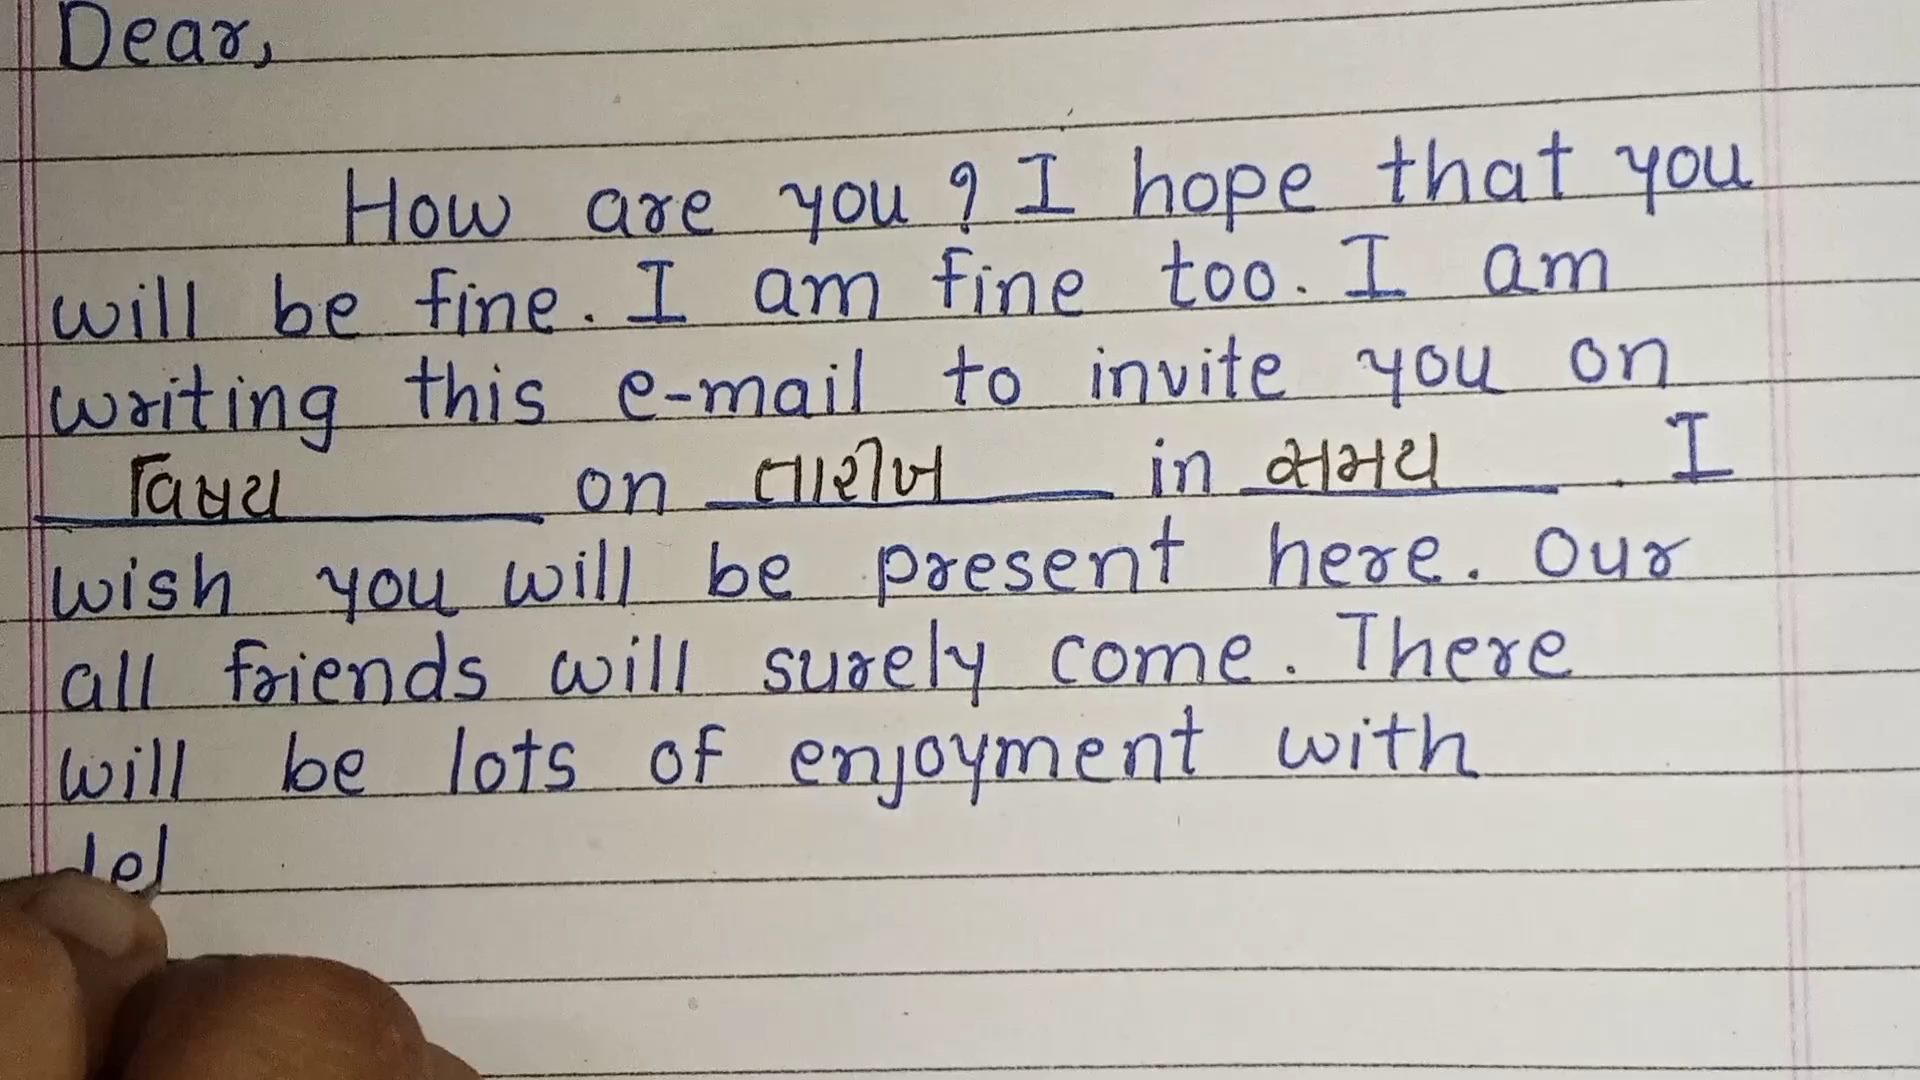 Dear,
How are you? I hope that you
will be fine. I am fine too. I am
writing this e-mail to invite you on
વિષય on તારીખ in સમય. I
wish you will be present here. Our
all friends will surely come. There
will be lots of enjoyment with